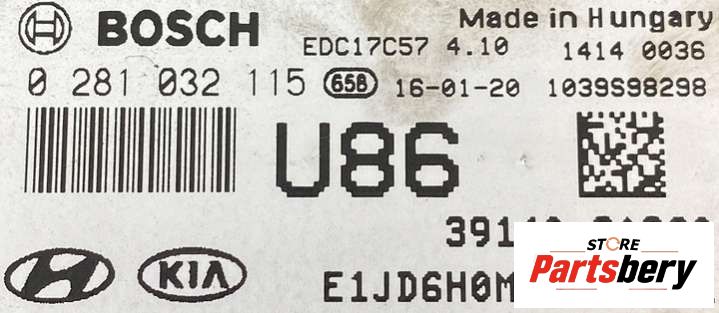 BOSCH
Made in Hungary
EDC17C57 4.10
1414 0036
0 281 032 115 658 16-01-20 1039S98298
U86
KIA
STORE
Partsbery